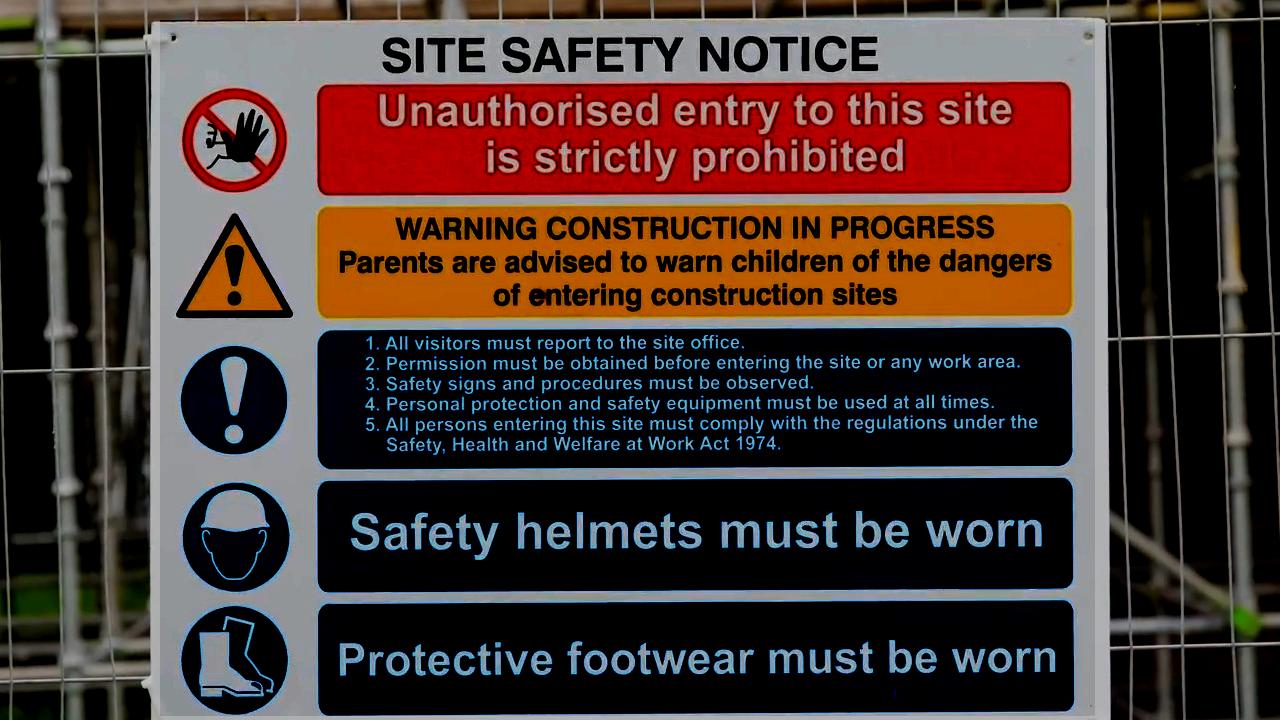 SITE SAFETY NOTICE
Unauthorised entry to this site
is strictly prohibited
WARNING CONSTRUCTION IN PROGRESS
Parents are advised to warn children of the dangers
of entering construction sites
1. All visitors must report to the site office.
2. Permission must be obtained before entering the site or any work area.
3. Safety signs and procedures must be observed.
4. Personal protection and safety equipment must be used at all times.
5. All persons entering this site must comply with the regulations under the
Safety, Health and Welfare at Work Act 1974.
Safety helmets must be worn
Protective footwear must be worn